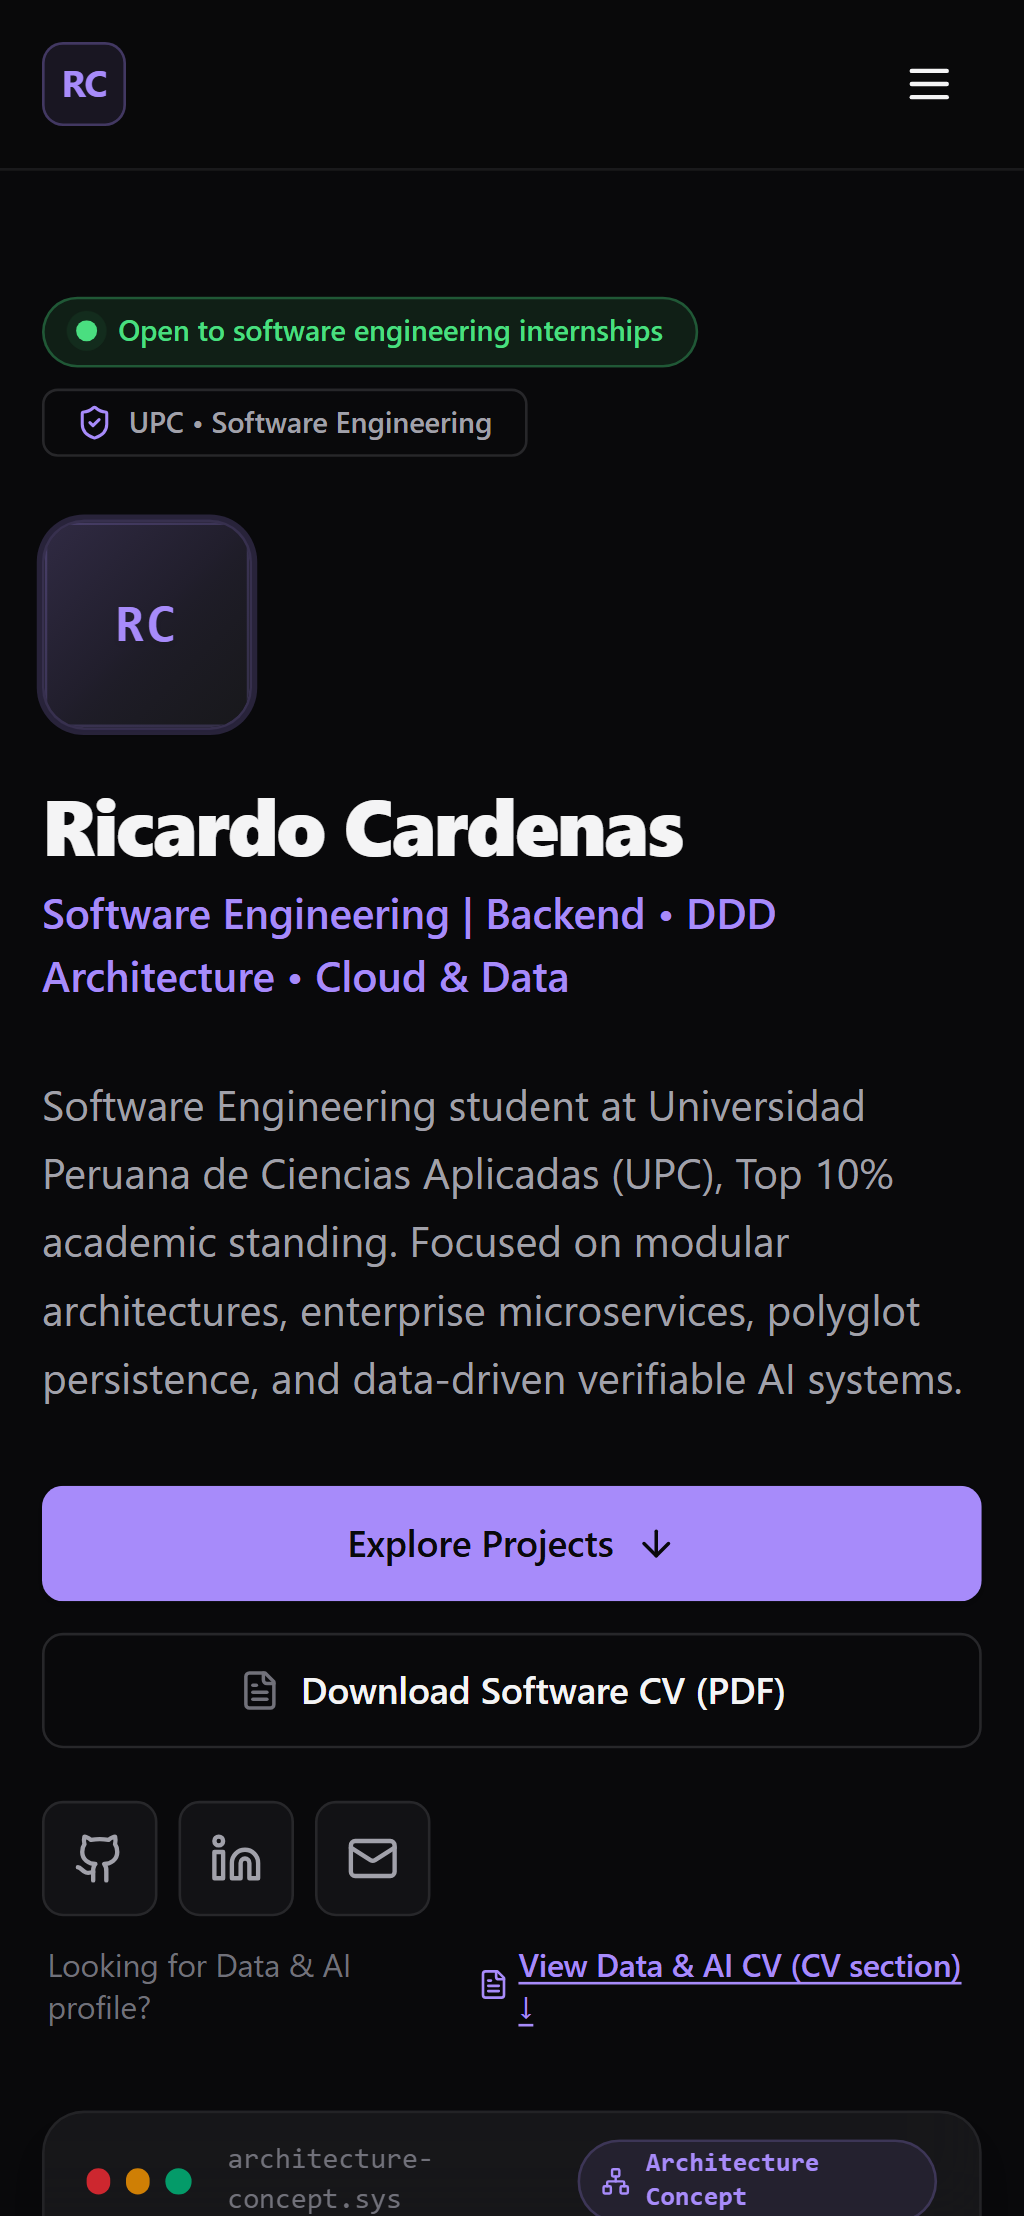 RC
Open to software engineering internships
UPC • Software Engineering
RC
Ricardo Cardenas
Software Engineering | Backend • DDD
Architecture • Cloud & Data
Software Engineering student at Universidad
Peruana de Ciencias Aplicadas (UPC), Top 10%
academic standing. Focused on modular
architectures, enterprise microservices, polyglot
persistence, and data-driven verifiable AI systems.
Explore Projects ↓
Download Software CV (PDF)
Looking for Data & AI
profile?
View Data & AI CV (CV section)
↓
architecture-
concept.sys
Architecture
Concept